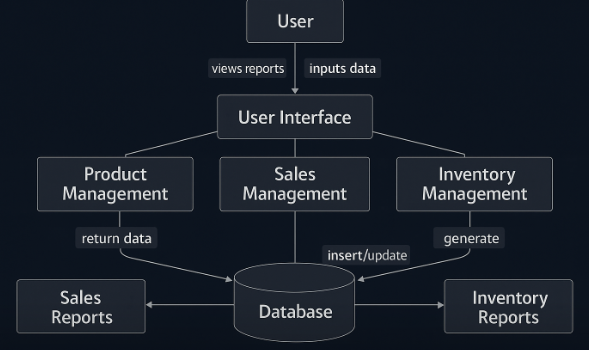 User
views reports
inputs data
User Interface
Product
Management
Sales
Management
Inventory
Management
return data
generate
insert/update
Sales
Reports
Database
Inventory
Reports